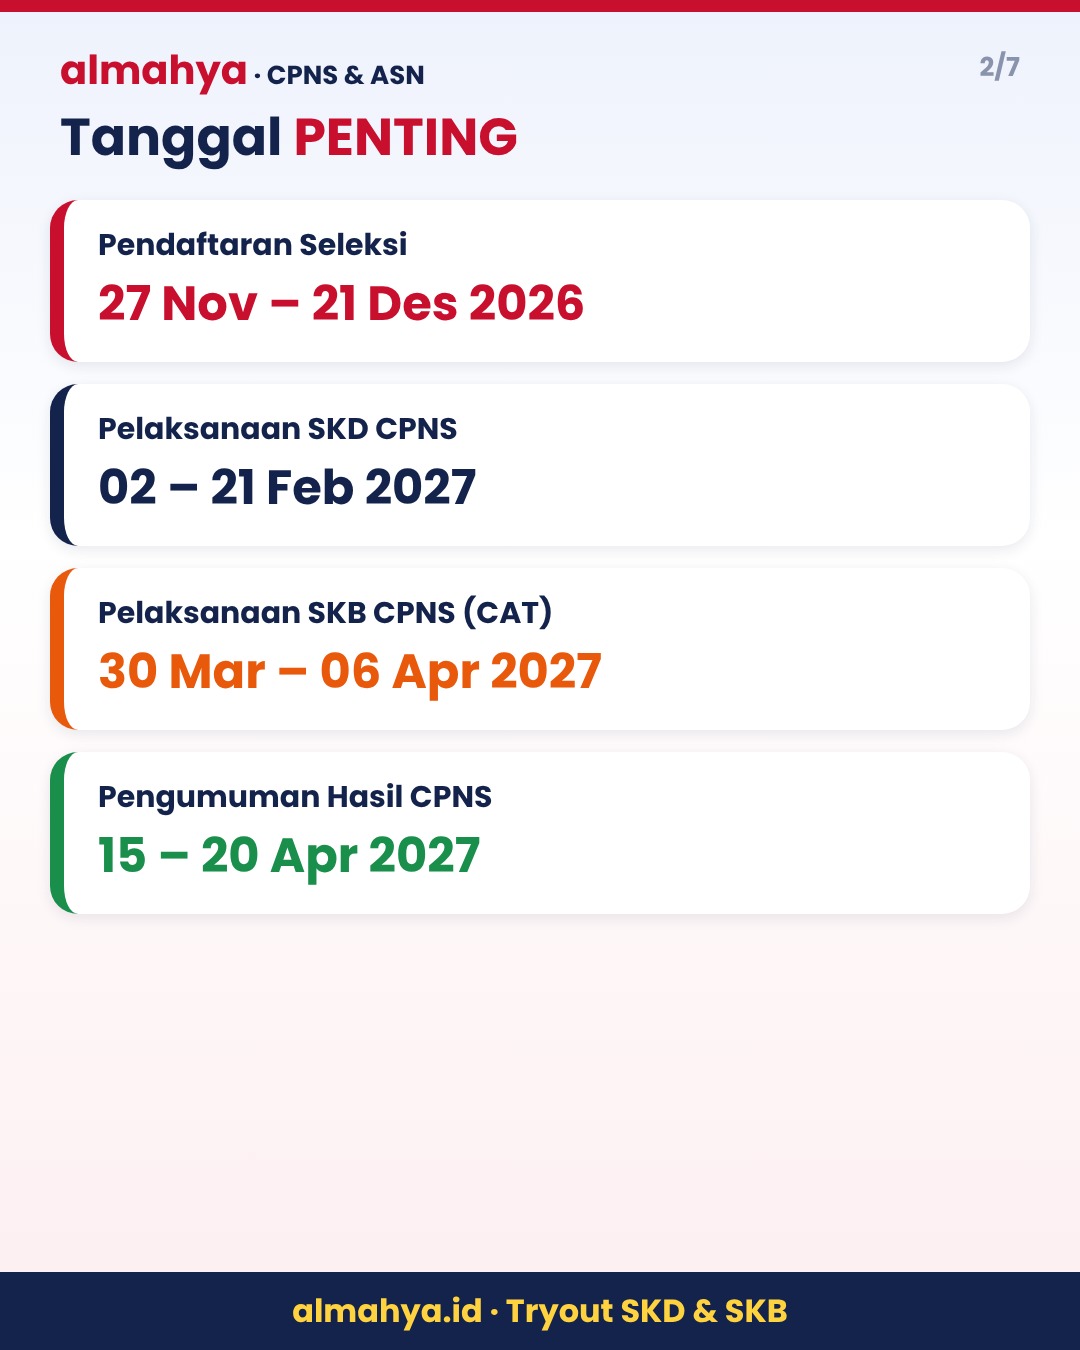 almahya · CPNS & ASN
2/7
Tanggal PENTING
Pendaftaran Seleksi
27 Nov – 21 Des 2026
Pelaksanaan SKD CPNS
02 – 21 Feb 2027
Pelaksanaan SKB CPNS (CAT)
30 Mar – 06 Apr 2027
Pengumuman Hasil CPNS
15 – 20 Apr 2027
almahya.id · Tryout SKD & SKB